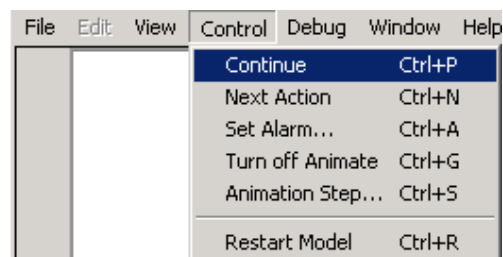 File Edit View Control Debug Window Help
Continue Ctrl+P
Next Action Ctrl+N
Set Alarm... Ctrl+A
Turn off Animate Ctrl+G
Animation Step... Ctrl+S
Restart Model Ctrl+R